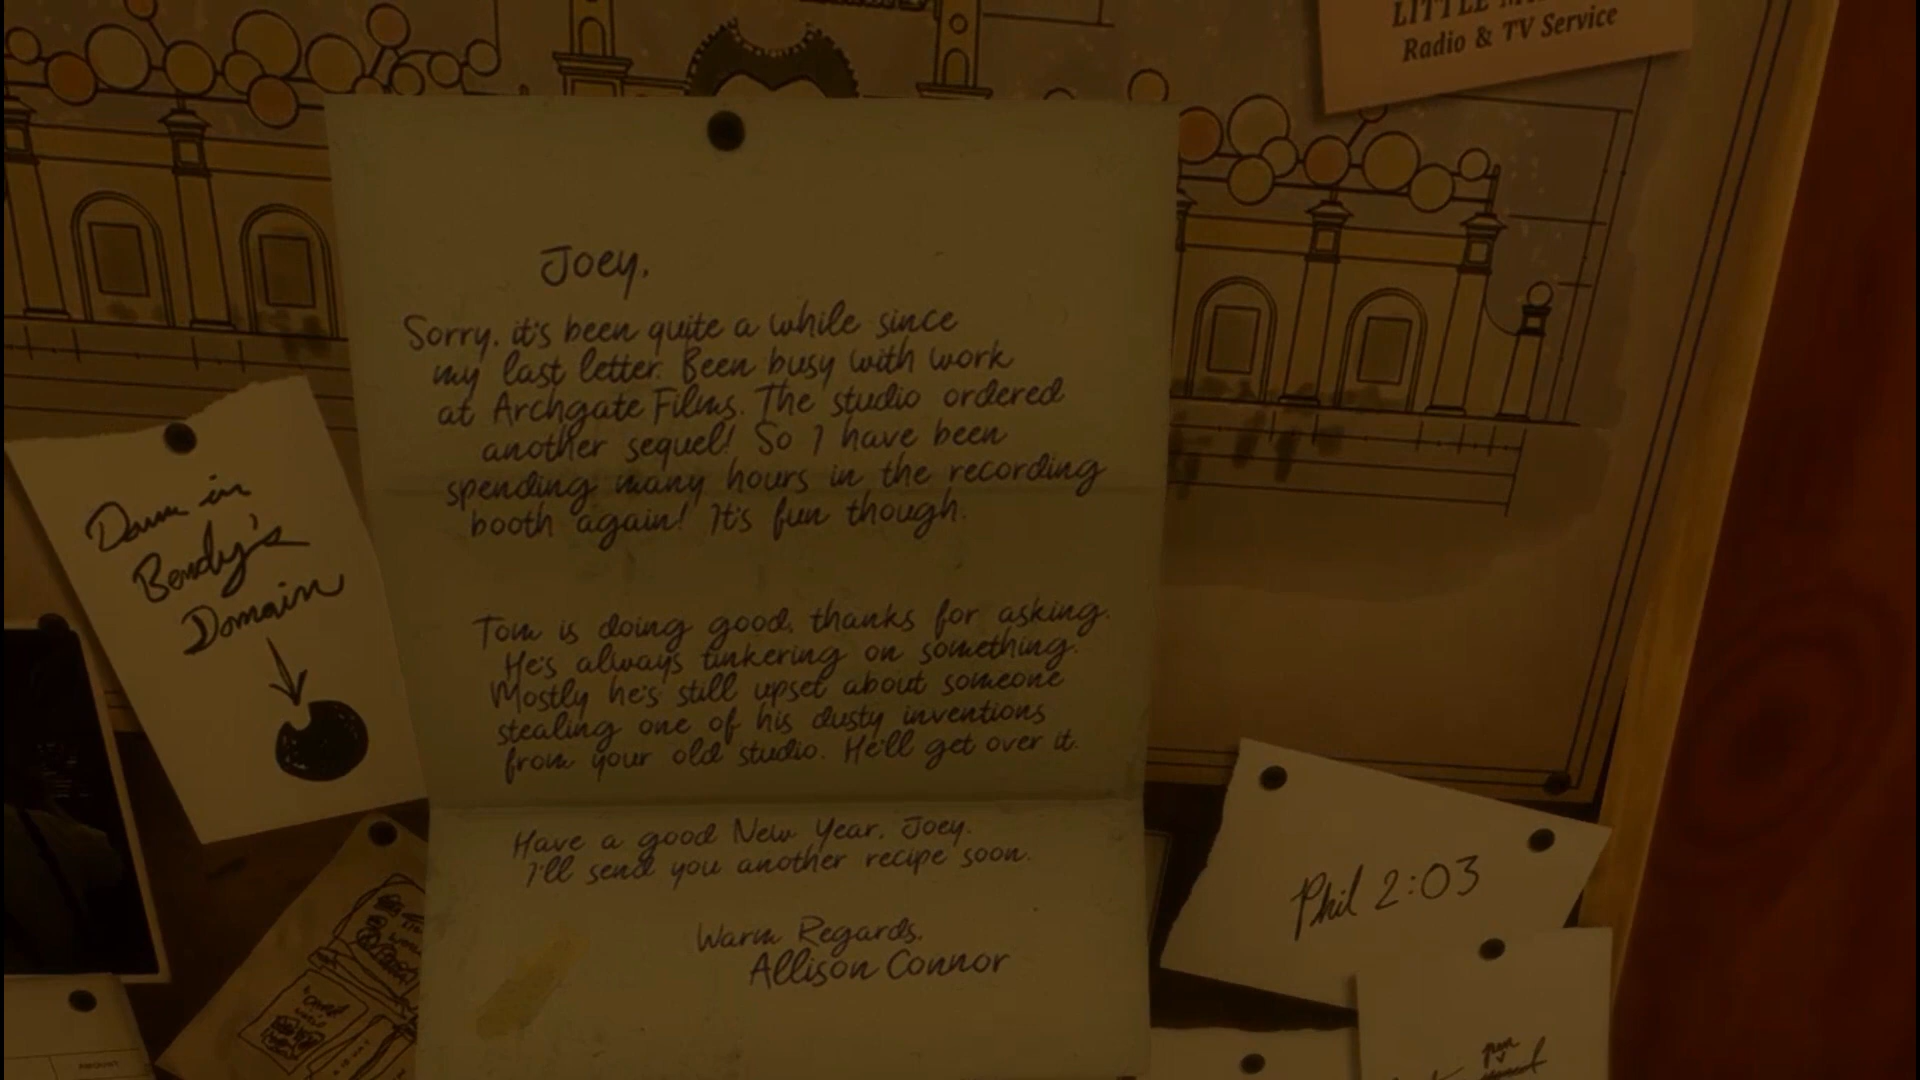 Radio & TV Service
Joey,
Sorry, it's been quite a while since
my last letter. Been busy with work
at Archgate Films. The studio ordered
another sequel! So I have been
spending many hours in the recording
booth again! It's fun though.
Tom is doing good, thanks for asking.
He's always tinkering on something.
Mostly he's still upset about someone
stealing one of his dusty inventions
from your old studio. He'll get over it.
Have a good New Year, Joey.
I'll send you another recipe soon.
Warm Regards,
Allison Connor
Down in
Bendy's
Domain
Phil 2:03